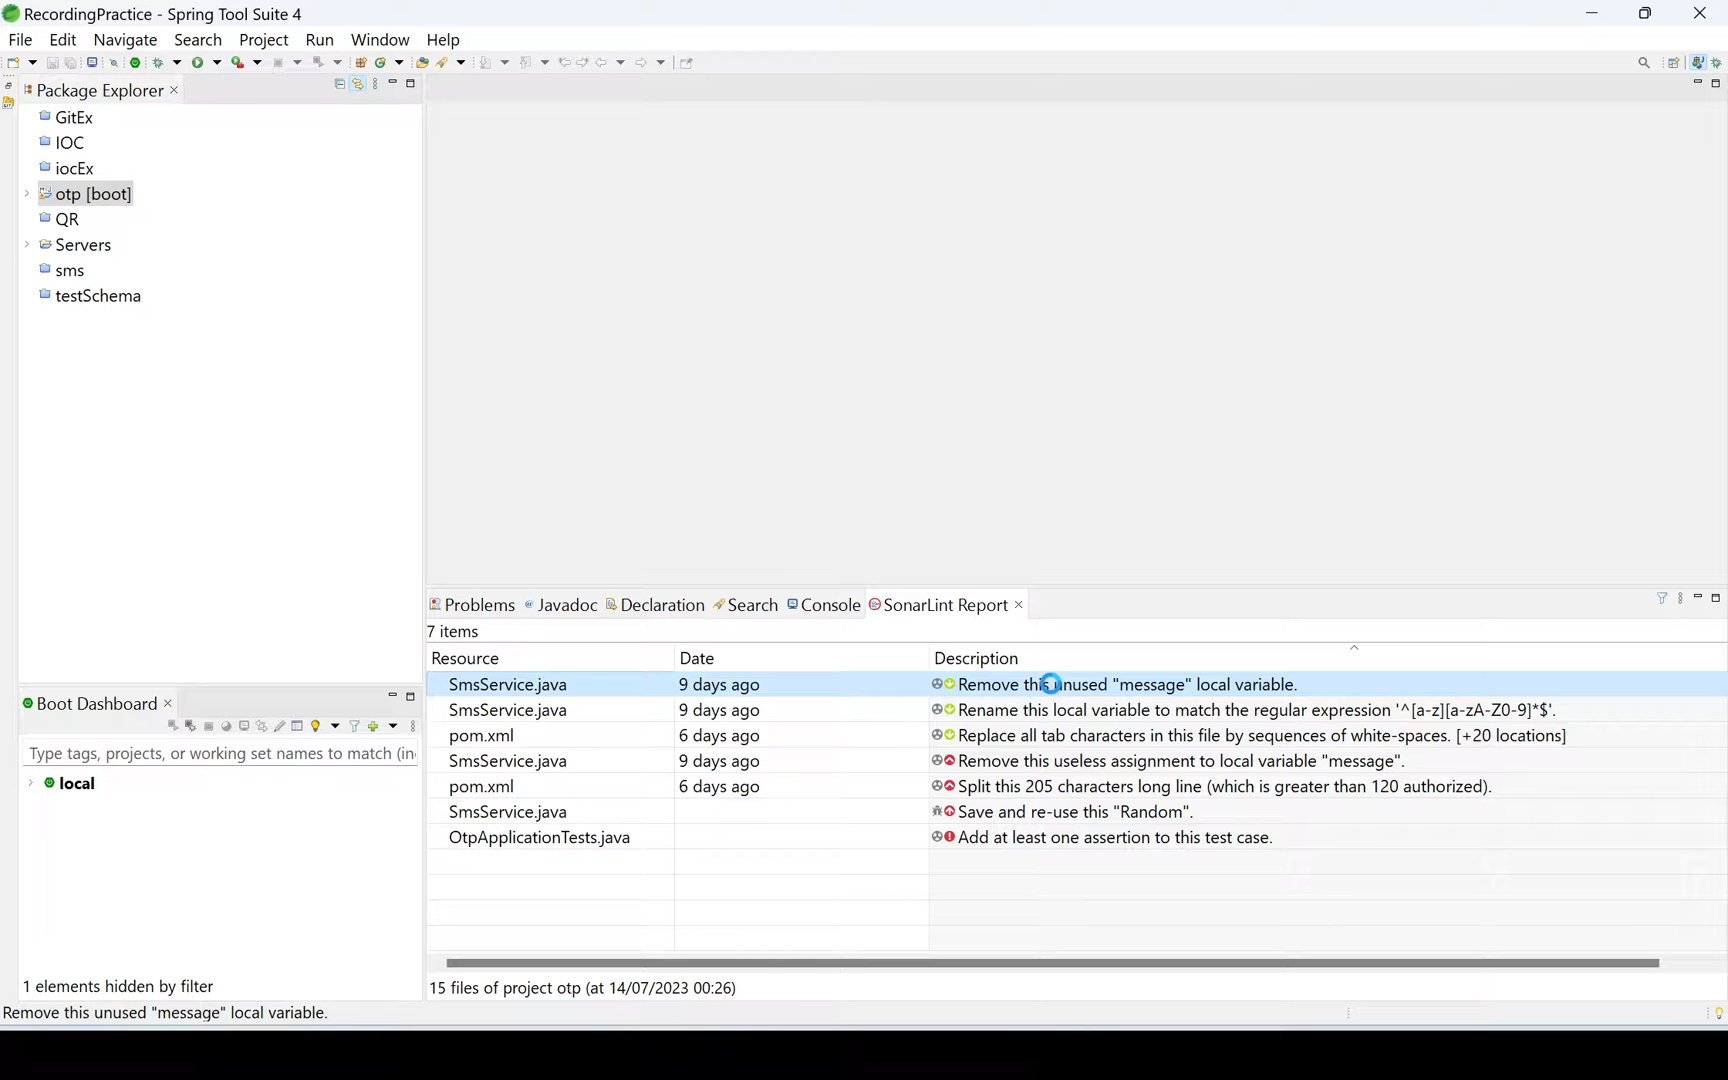 RecordingPractice - Spring Tool Suite 4
File Edit Navigate Search Project Run Window Help
Package Explorer
GitEx
IOC
iocEx
otp [boot]
QR
Servers
sms
testSchema
Problems Javadoc Declaration Search Console SonarLint Report
7 items
Resource Date Description
SmsService.java 9 days ago Remove this unused "message" local variable.
SmsService.java 9 days ago Rename this local variable to match the regular expression '^[a-z][a-zA-Z0-9]*$'.
pom.xml 6 days ago Replace all tab characters in this file by sequences of white-spaces. [+20 locations]
SmsService.java 9 days ago Remove this useless assignment to local variable "message".
pom.xml 6 days ago Split this 205 characters long line (which is greater than 120 authorized).
SmsService.java Save and re-use this "Random".
OtpApplicationTests.java Add at least one assertion to this test case.
15 files of project otp (at 14/07/2023 00:26)
Boot Dashboard
Type tags, projects, or working set names to match (in
local
1 elements hidden by filter
Remove this unused "message" local variable.